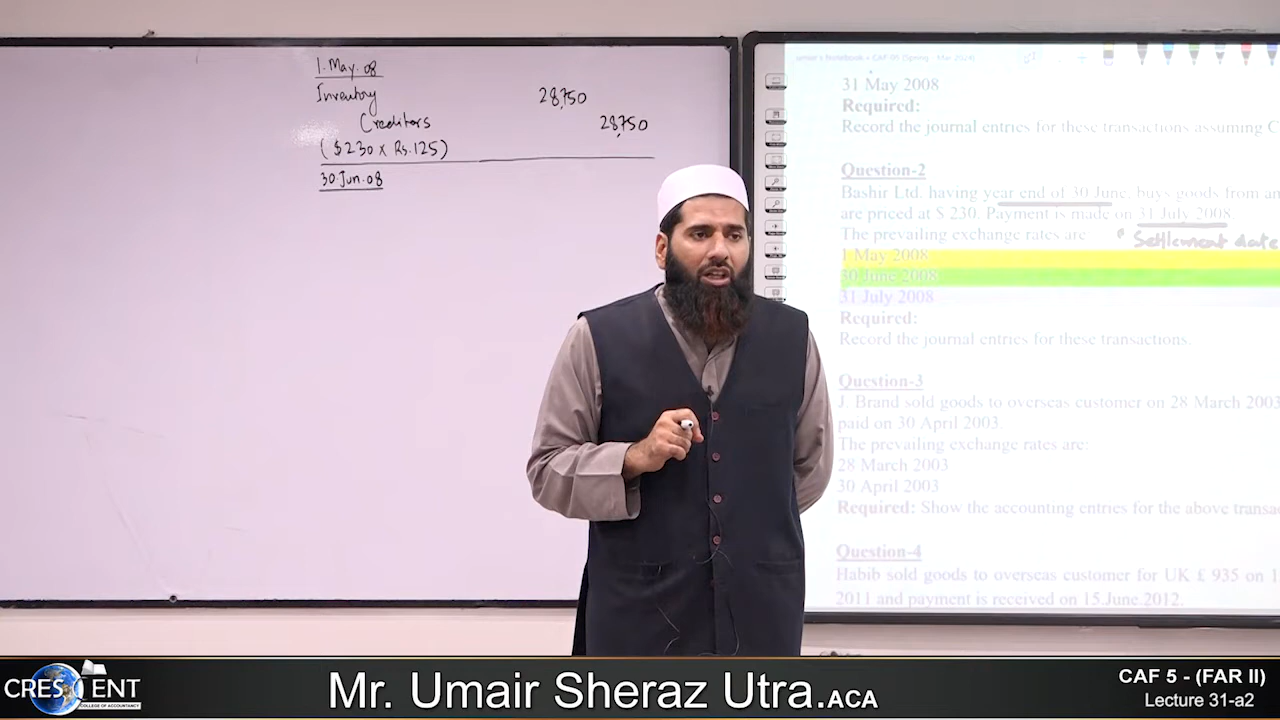 1.May.08
Inventory 28,750
Creditors 28,750
($230 x Rs.125)
30.Jun.08
31 May 2008
Required:
Record the journal entries for these transactions assuming C
Question-2
Bashir Ltd. having year end of 30 June, buys goods from an
are priced at $ 230. Payment is made on 31 July 2008.
The prevailing exchange rates are
Settlement date
1 May 2008
30 June 2008
31 July 2008
Required:
Record the journal entries for these transactions.
Question-3
J. Brand sold goods to overseas customer on 28 March 2003
paid on 30 April 2003.
The prevailing exchange rates are:
28 March 2003
30 April 2003
Required: Show the accounting entries for the above transa
Question-4
Habib sold goods to overseas customer for UK £ 935 on 1
2011 and payment is received on 15.June.2012.
CRESCENT
COLLEGE OF ACCOUNTANCY
Mr. Umair Sheraz Utra.ACA
CAF 5 - (FAR II)
Lecture 31-a2